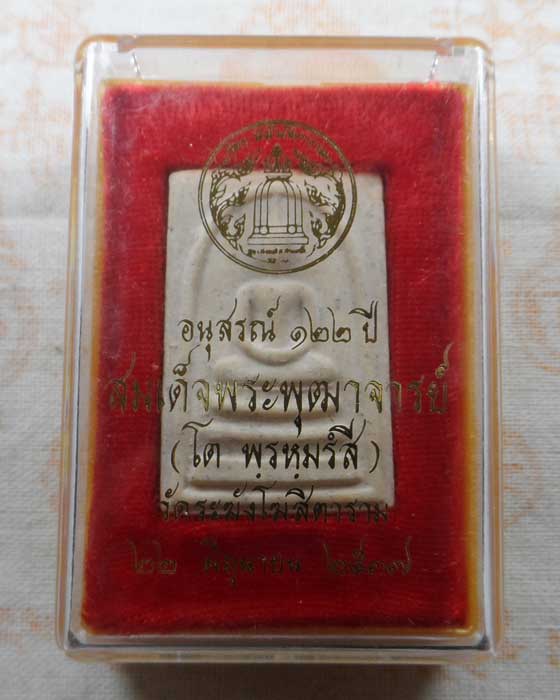 อนุสรณ์ ๑๒๒ ปี
สมเด็จพระพุฒาจารย์
(โต พฺรหฺมรํสี)
วัดระฆังโฆสิตาราม
๒๒ มิถุนายน ๒๕๓๗